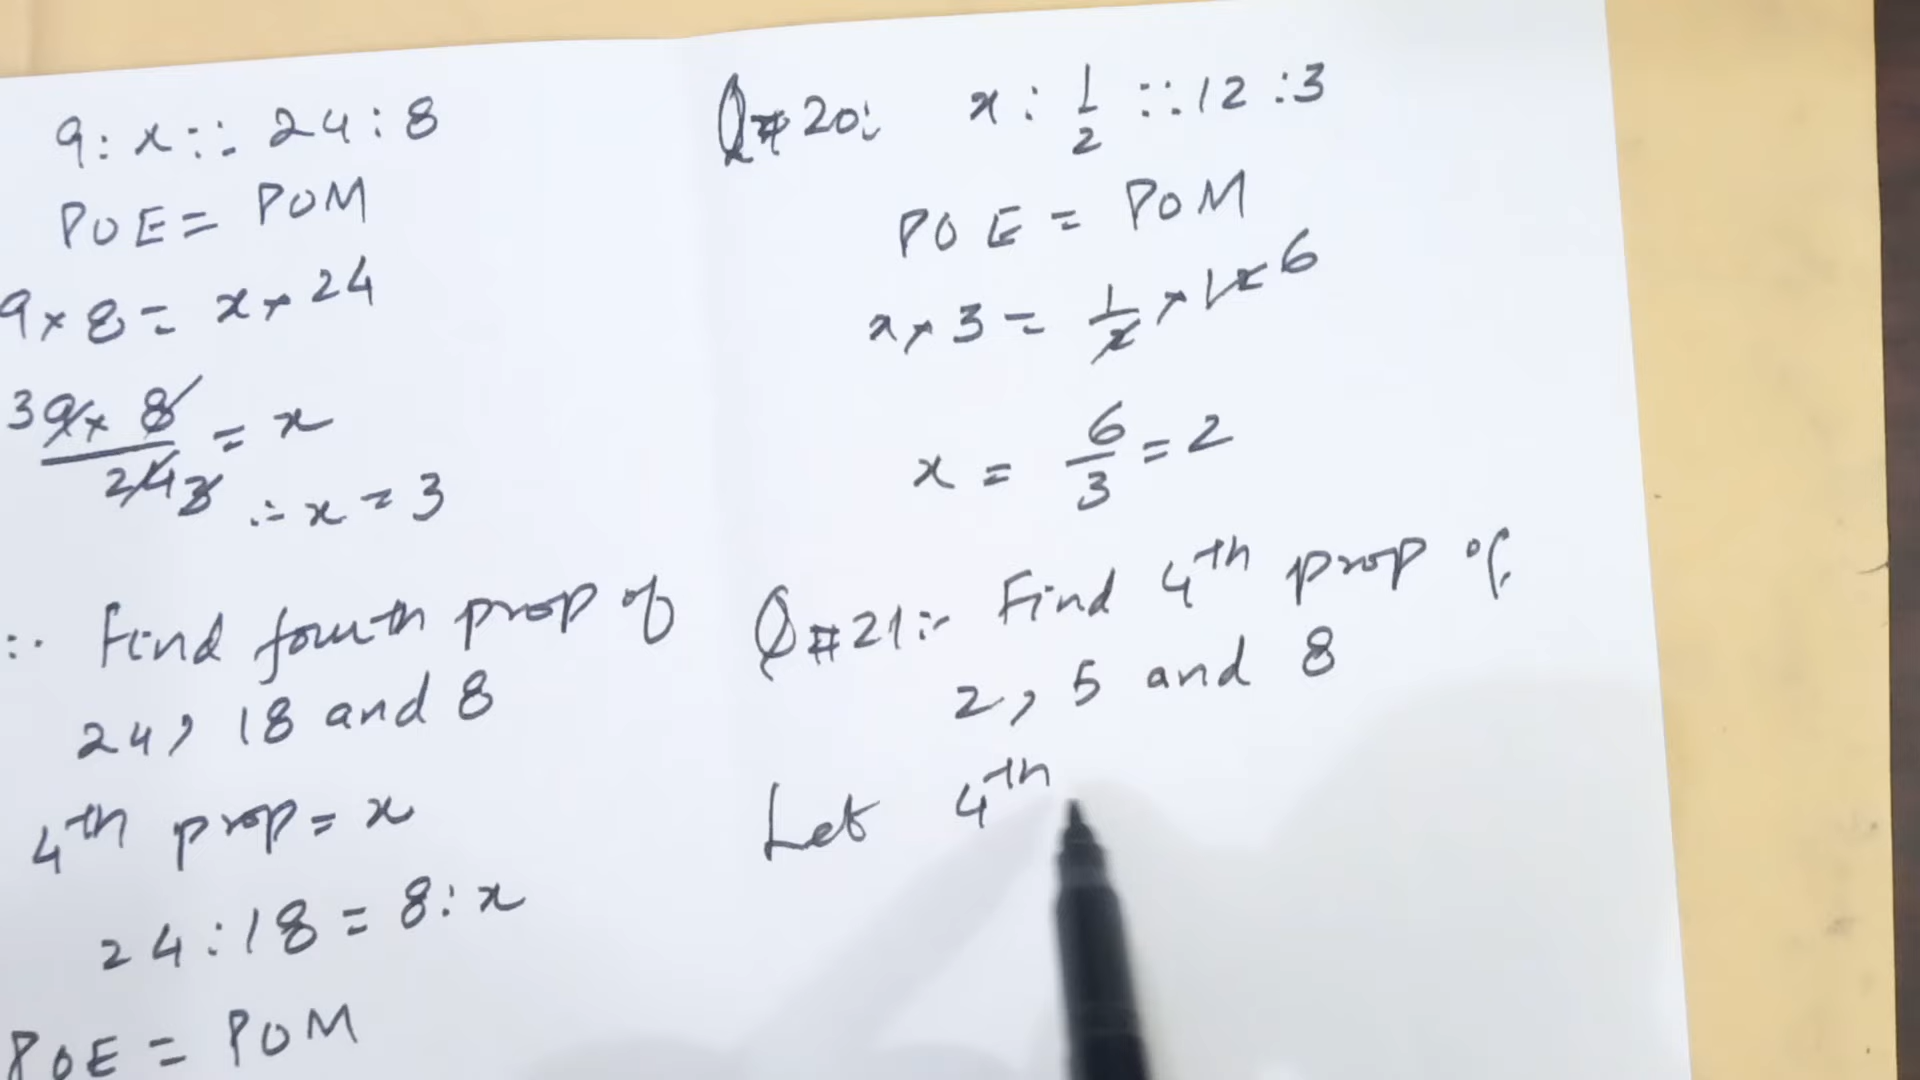 9 : x :: 24 : 8
POE = POM
9 × 8 = x × 24
3 9 × 8 / 24 3 = x
∴ x = 3
:- Find fourth prop of
24, 18 and 8
4th prop = x
24 : 18 = 8 : x
POE = POM
Q# 20: x : 1/2 :: 12 : 3
POE = POM
x × 3 = 1/2 × 12 6
x = 6/3 = 2
Q#21:- Find 4th prop of
2, 5 and 8
Let 4th